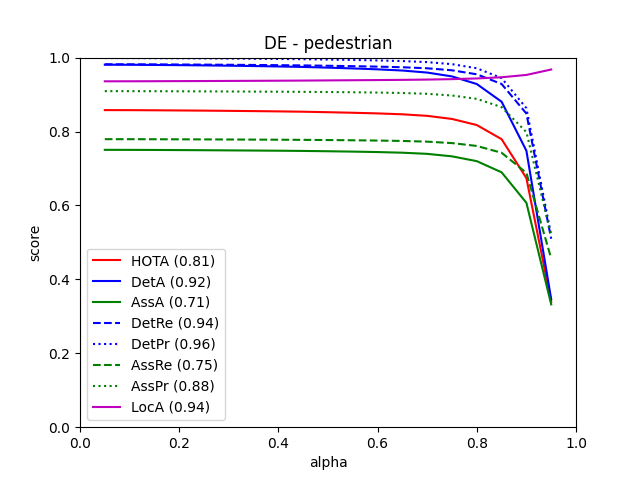 DE - pedestrian
1.0
0.8
0.6
0.4
0.2
0.0
score
HOTA (0.81)
DetA (0.92)
AssA (0.71)
DetRe (0.94)
DetPr (0.96)
AssRe (0.75)
AssPr (0.88)
LocA (0.94)
0.0 0.2 0.4 0.6 0.8 1.0
alpha